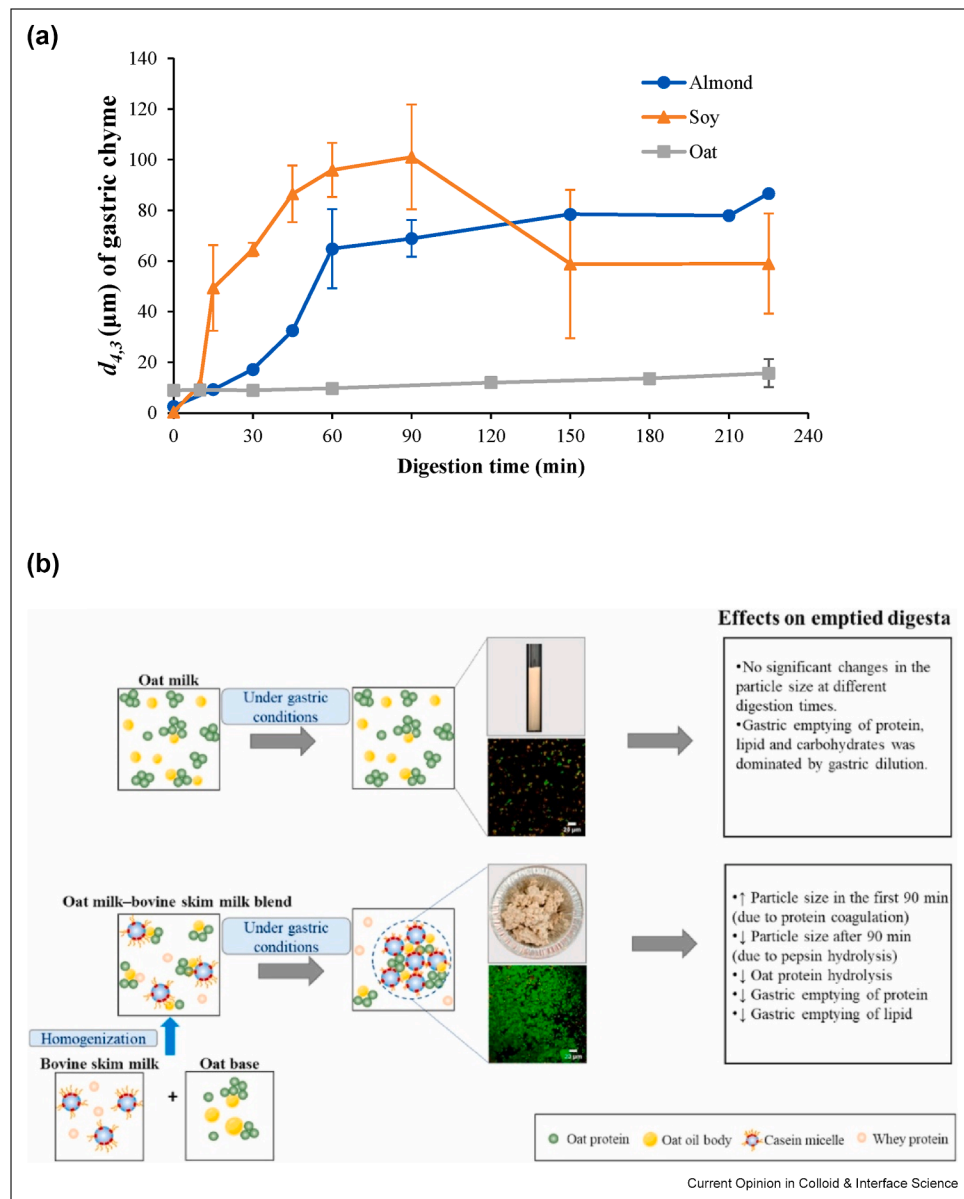 (a)
140
120
100
80
60
40
20
0
d4,3 (µm) of gastric chyme
Almond
Soy
Oat
0 30 60 90 120 150 180 210 240
Digestion time (min)
(b)
Effects on emptied digesta
Oat milk
Under gastric
conditions
20 µm
•No significant changes in the
particle size at different
digestion times.
•Gastric emptying of protein,
lipid and carbohydrates was
dominated by gastric dilution.
Oat milk–bovine skim milk blend
Under gastric
conditions
20 µm
•↑ Particle size in the first 90 min
(due to protein coagulation)
•↓ Particle size after 90 min
(due to pepsin hydrolysis)
•↓ Oat protein hydrolysis
•↓ Gastric emptying of protein
•↓ Gastric emptying of lipid
Homogenization
Bovine skim milk
+
Oat base
Oat protein Oat oil body Casein micelle Whey protein
Current Opinion in Colloid & Interface Science